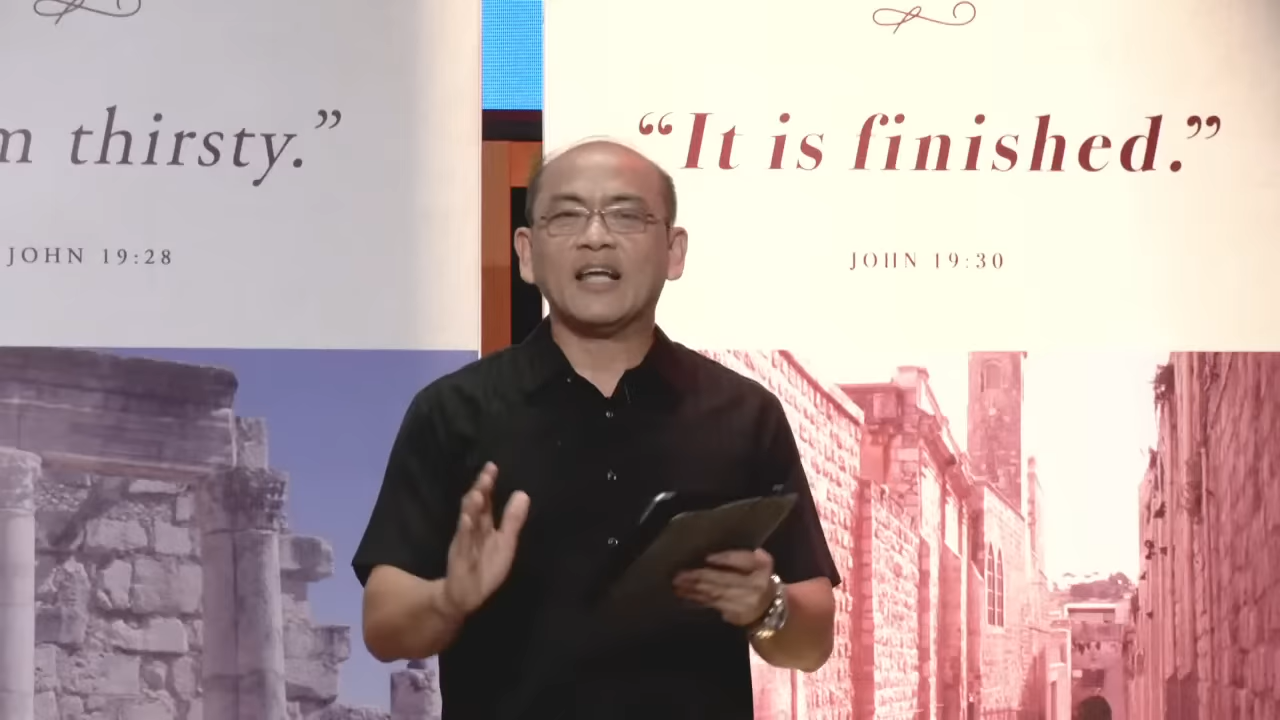 thirsty.”
JOHN 19:28
“It is finished.”
JOHN 19:30